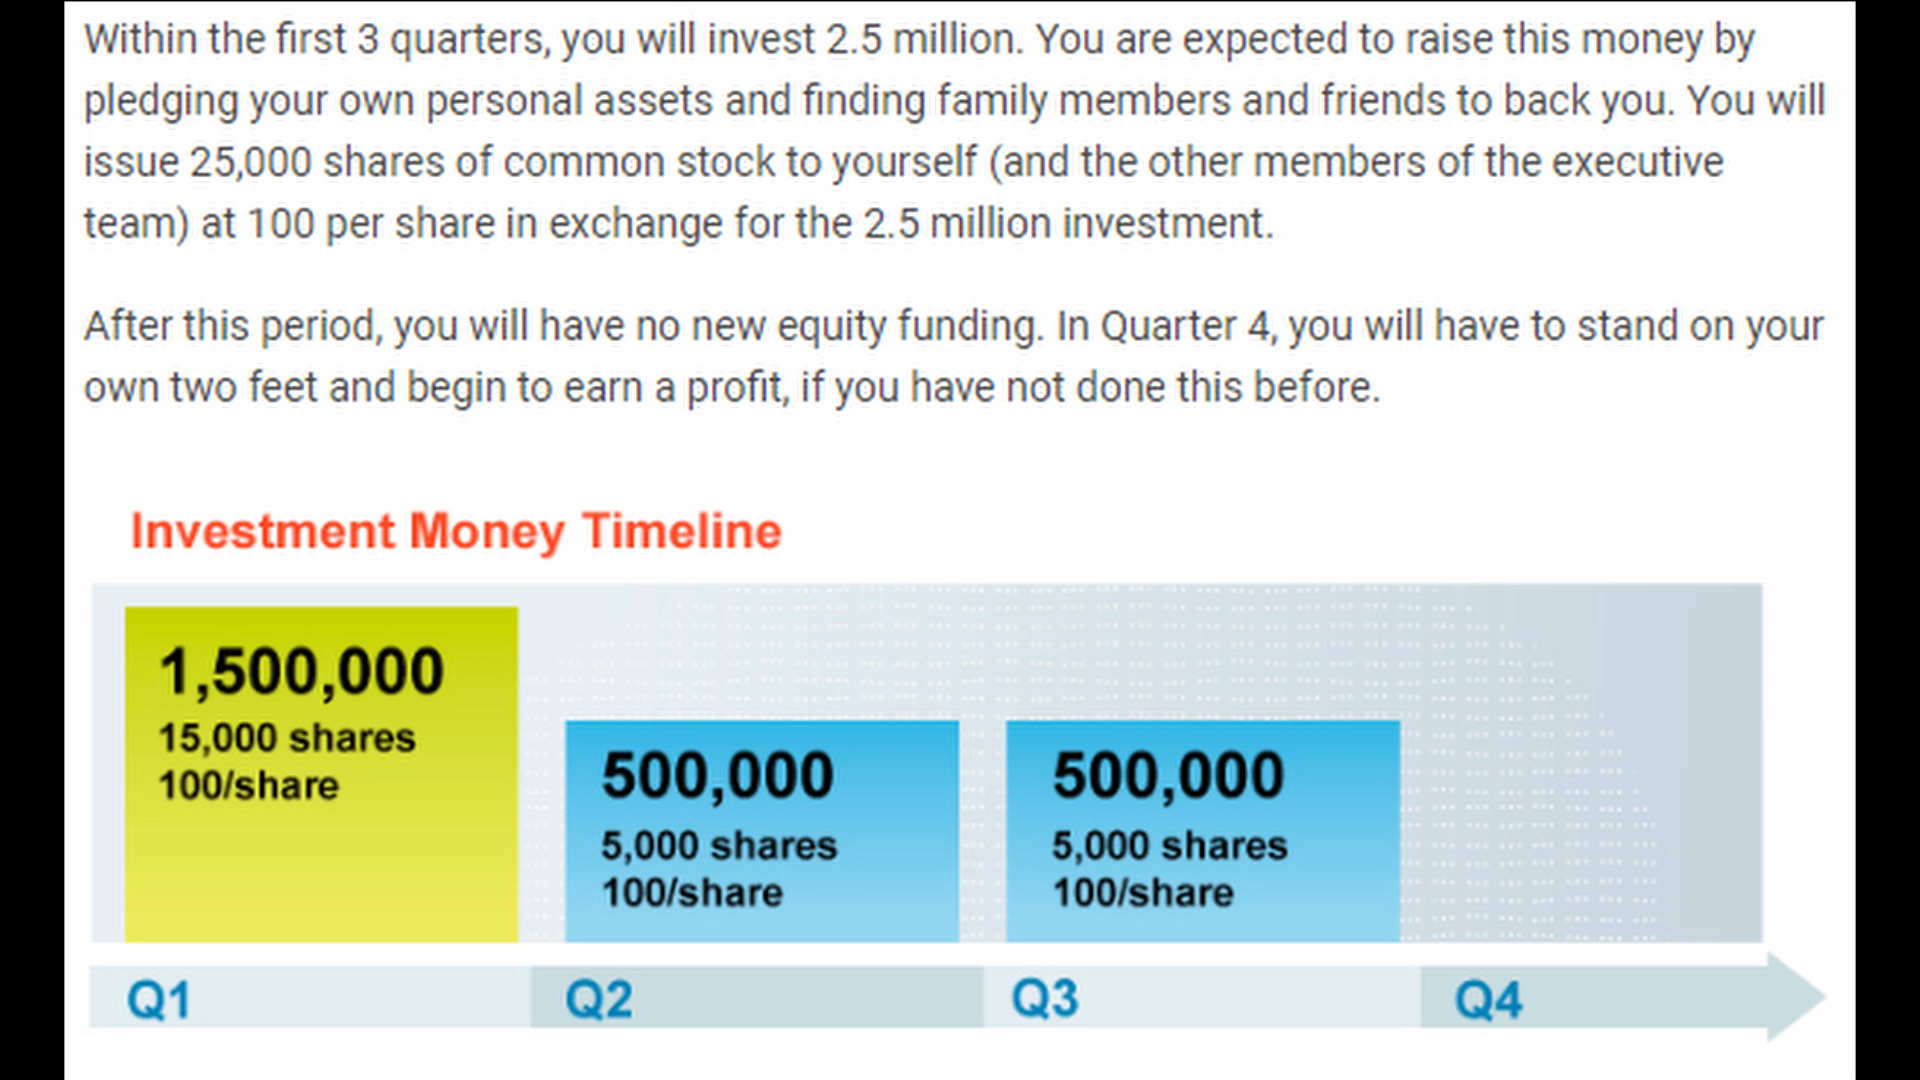 Within the first 3 quarters, you will invest 2.5 million. You are expected to raise this money by
pledging your own personal assets and finding family members and friends to back you. You will
issue 25,000 shares of common stock to yourself (and the other members of the executive
team) at 100 per share in exchange for the 2.5 million investment.
After this period, you will have no new equity funding. In Quarter 4, you will have to stand on your
own two feet and begin to earn a profit, if you have not done this before.
Investment Money Timeline
1,500,000
15,000 shares
100/share
500,000
5,000 shares
100/share
500,000
5,000 shares
100/share
Q1
Q2
Q3
Q4